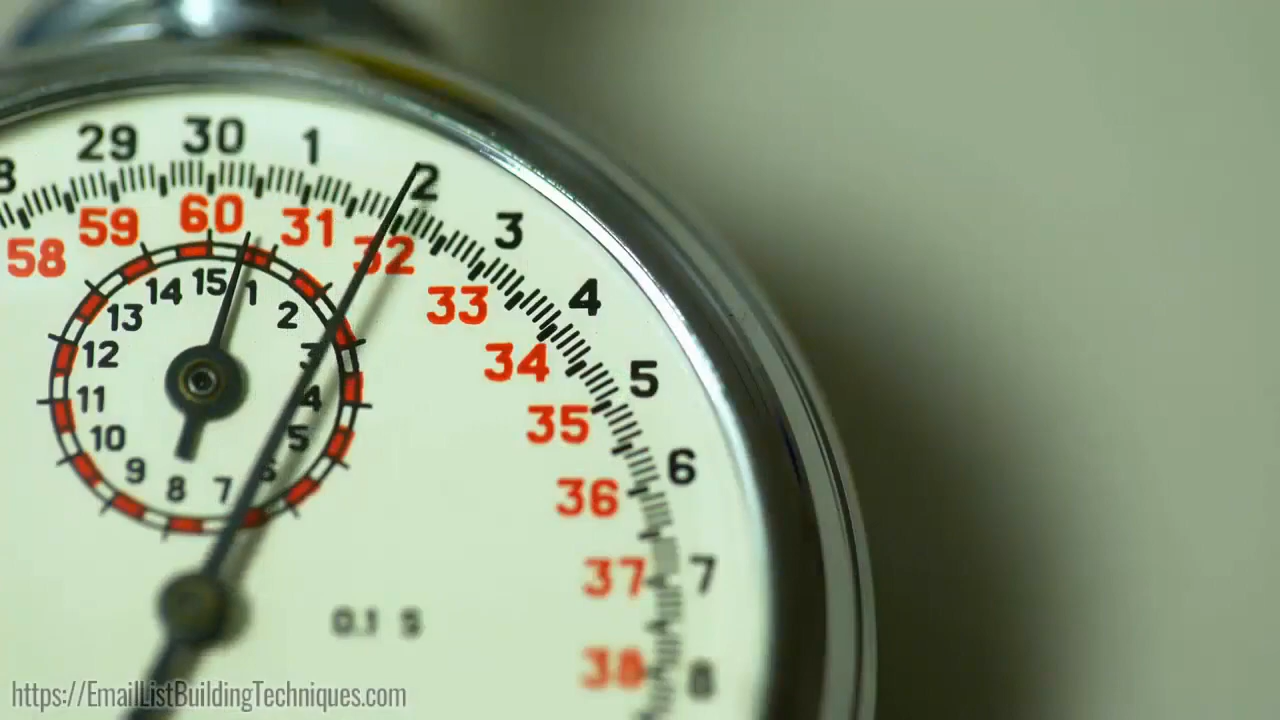 29 30 1 2 3 4 5 6 7 8
58 59 60 31 32 33 34 35 36 37 38
15 1 2 3 4 5 6 7 8 9 10 11 12 13 14
0.1 S
https://EmailListBuildingTechniques.com